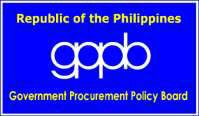 Republic of the Philippines
gppb
Government Procurement Policy Board